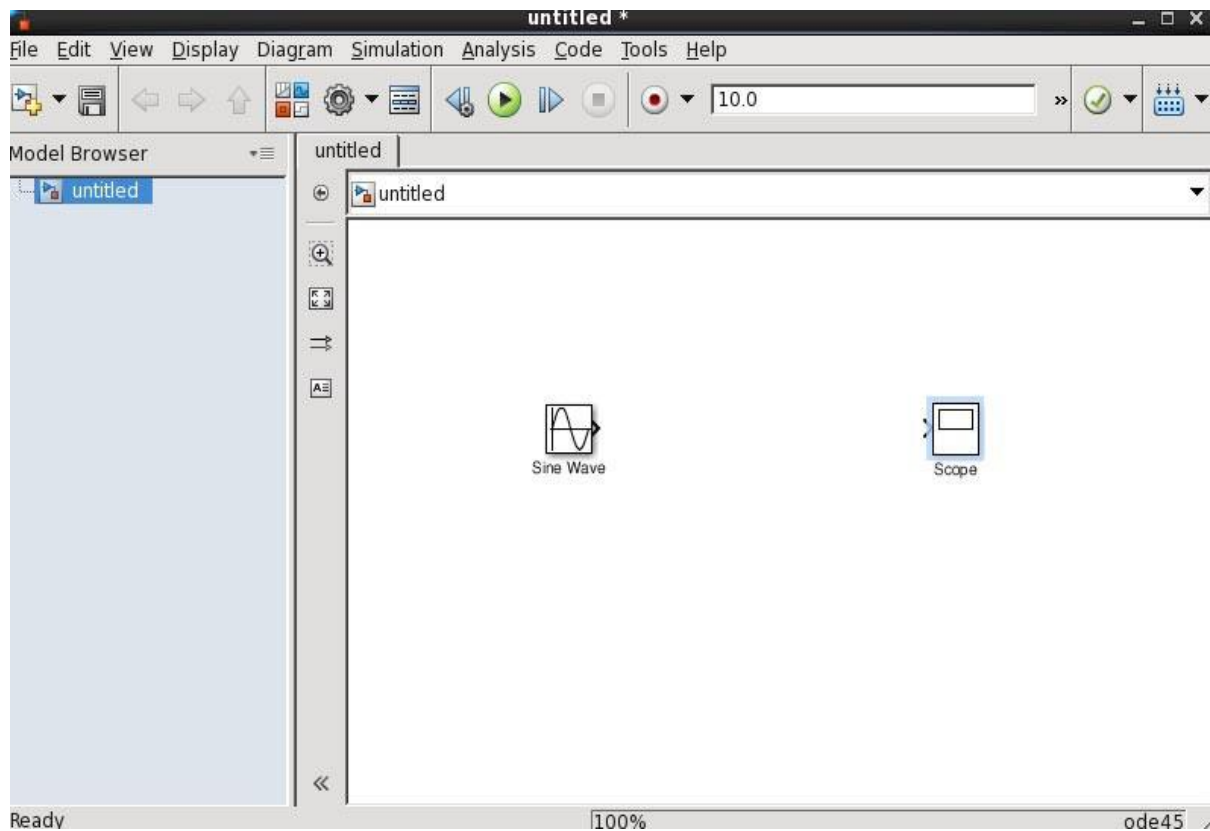 untitled *
File Edit View Display Diagram Simulation Analysis Code Tools Help
10.0 »
Model Browser
untitled
untitled
untitled
Sine Wave
Scope
Ready 100% ode45